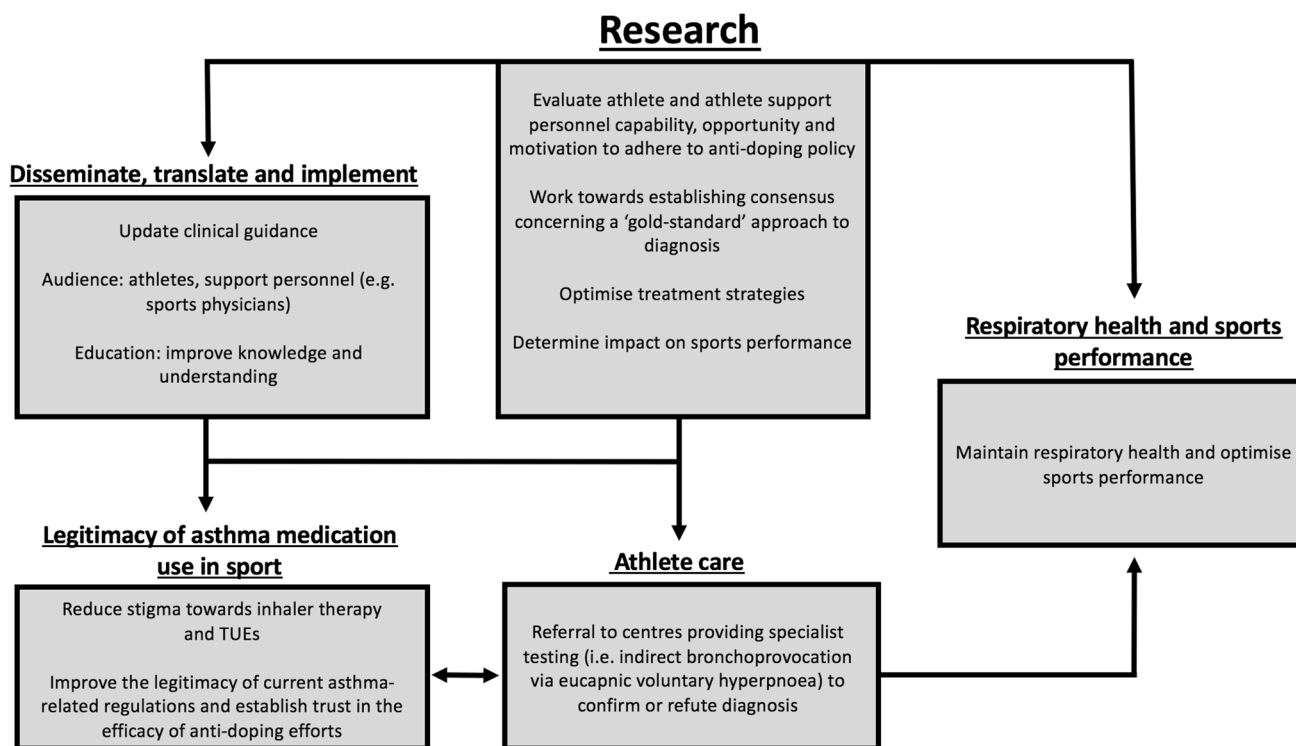 Research
Evaluate athlete and athlete support
personnel capability, opportunity and
motivation to adhere to anti-doping policy
Work towards establishing consensus
concerning a ‘gold-standard’ approach to
diagnosis
Optimise treatment strategies
Determine impact on sports performance
Disseminate, translate and implement
Update clinical guidance
Audience: athletes, support personnel (e.g.
sports physicians)
Education: improve knowledge and
understanding
Respiratory health and sports
performance
Maintain respiratory health and optimise
sports performance
Legitimacy of asthma medication
use in sport
Reduce stigma towards inhaler therapy
and TUEs
Improve the legitimacy of current asthma-
related regulations and establish trust in the
efficacy of anti-doping efforts
Athlete care
Referral to centres providing specialist
testing (i.e. indirect bronchoprovocation
via eucapnic voluntary hyperpnoea) to
confirm or refute diagnosis